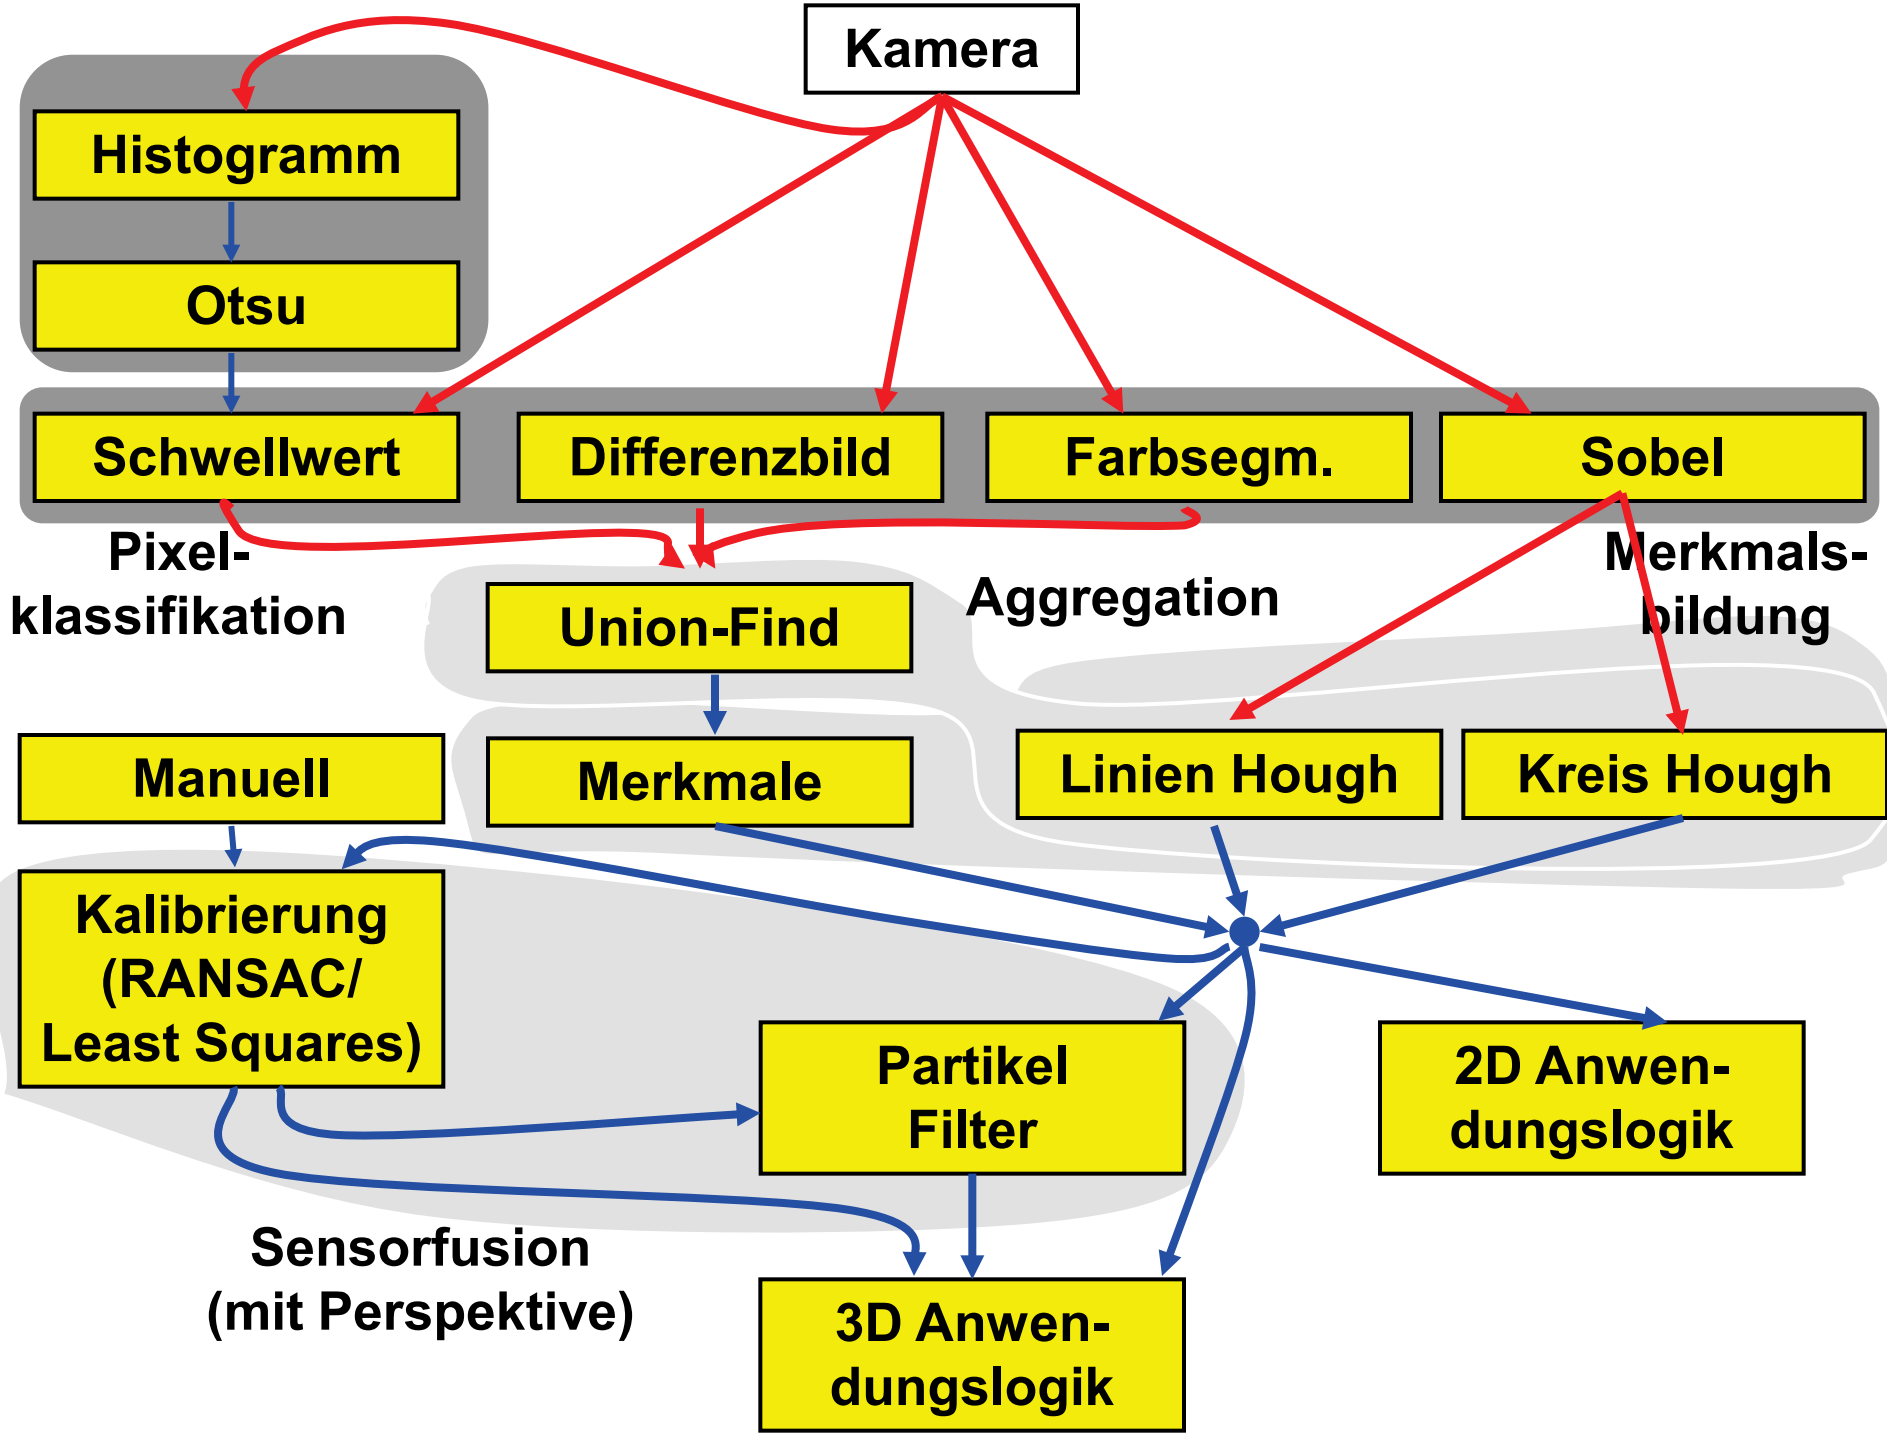 Kamera
Histogramm
Otsu
Schwellwert
Differenzbild
Farbsegm.
Sobel
Pixel-
klassifikation
Aggregation
Merkmals-
bildung
Union-Find
Manuell
Merkmale
Linien Hough
Kreis Hough
Kalibrierung
(RANSAC/
Least Squares)
Partikel
Filter
2D Anwen-
dungslogik
Sensorfusion
(mit Perspektive)
3D Anwen-
dungslogik